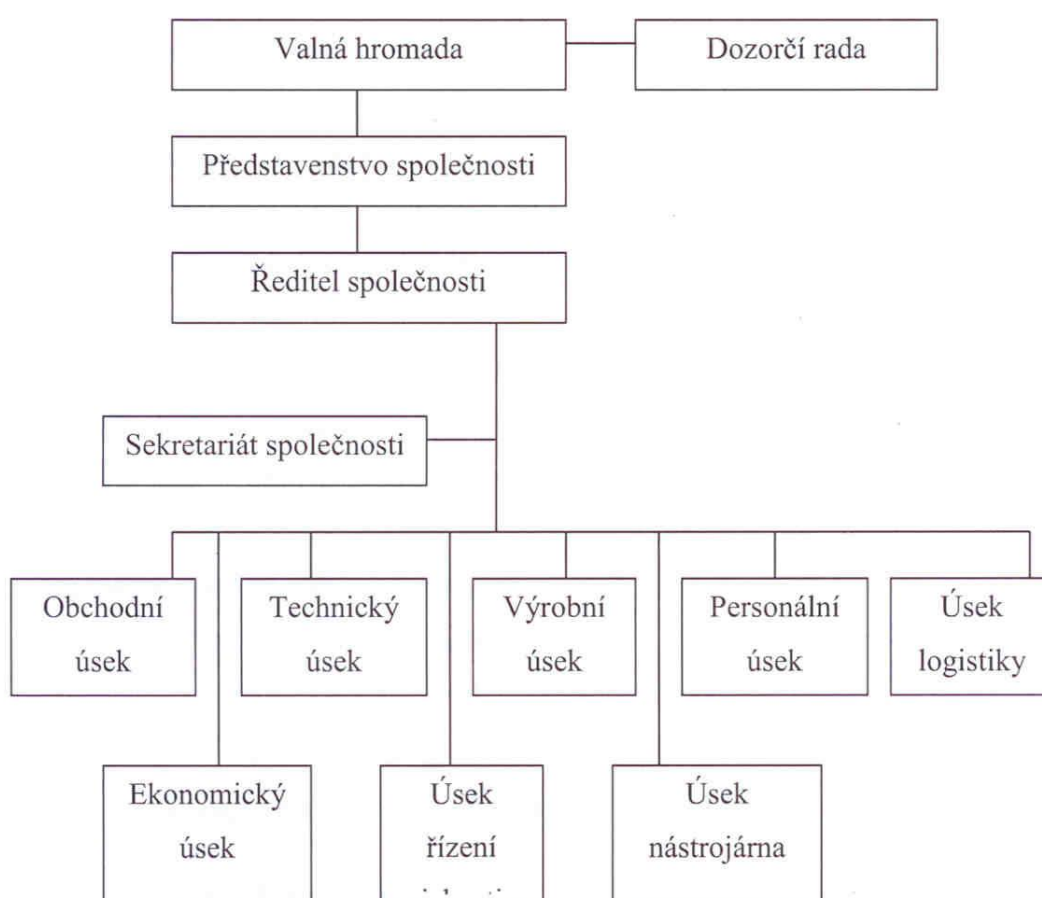 Valná hromada
Dozorčí rada
Představenstvo společnosti
Ředitel společnosti
Sekretariát společnosti
Obchodní
úsek
Technický
úsek
Výrobní
úsek
Personální
úsek
Úsek
logistiky
Ekonomický
úsek
Úsek
řízení
Úsek
nástrojárna